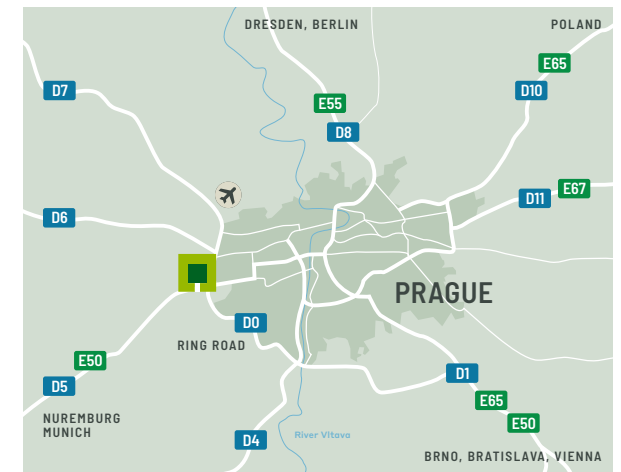 DRESDEN, BERLIN
POLAND
E65
D7
D10
E55
D8
E67
D11
D6
PRAGUE
D0
RING ROAD
E50
D5
D1
E65
NUREMBURG
MUNICH
E50
D4
River Vltava
BRNO, BRATISLAVA, VIENNA